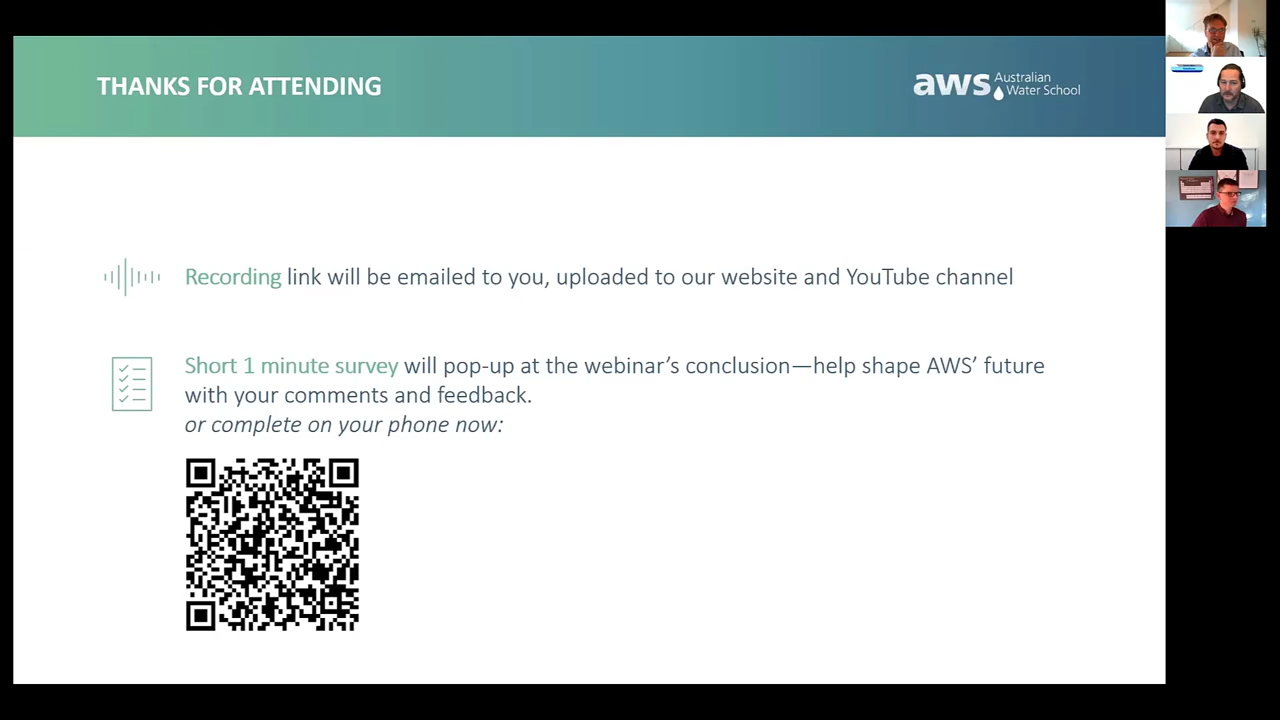 THANKS FOR ATTENDING
aws Australian
Water School
Recording link will be emailed to you, uploaded to our website and YouTube channel
Short 1 minute survey will pop-up at the webinar's conclusion—help shape AWS' future
with your comments and feedback.
or complete on your phone now: